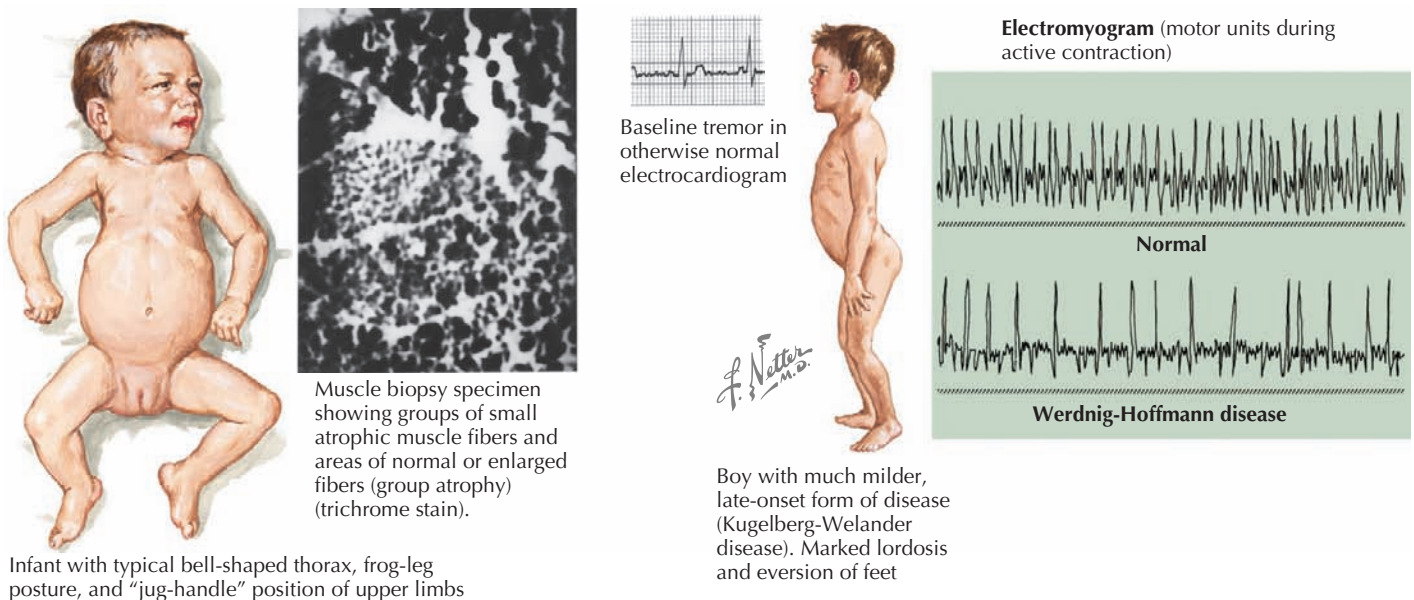 Infant with typical bell-shaped thorax, frog-leg
posture, and “jug-handle” position of upper limbs
Muscle biopsy specimen
showing groups of small
atrophic muscle fibers and
areas of normal or enlarged
fibers (group atrophy)
(trichrome stain).
Baseline tremor in
otherwise normal
electrocardiogram
F. Netter
M.D.
Boy with much milder,
late-onset form of disease
(Kugelberg-Welander
disease). Marked lordosis
and eversion of feet
Electromyogram (motor units during
active contraction)
Normal
Werdnig-Hoffmann disease